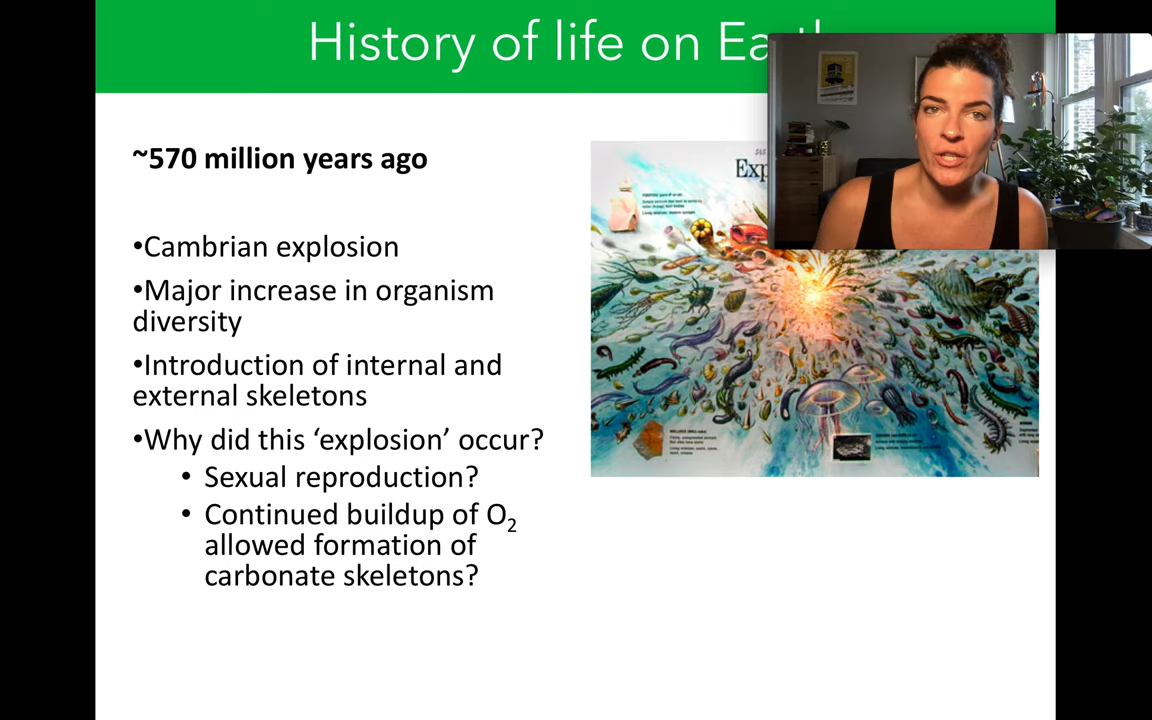 History of life on Ea
~570 million years ago
•Cambrian explosion
•Major increase in organism
diversity
•Introduction of internal and
external skeletons
•Why did this ‘explosion’ occur?
• Sexual reproduction?
• Continued buildup of O₂
allowed formation of
carbonate skeletons?
Exp